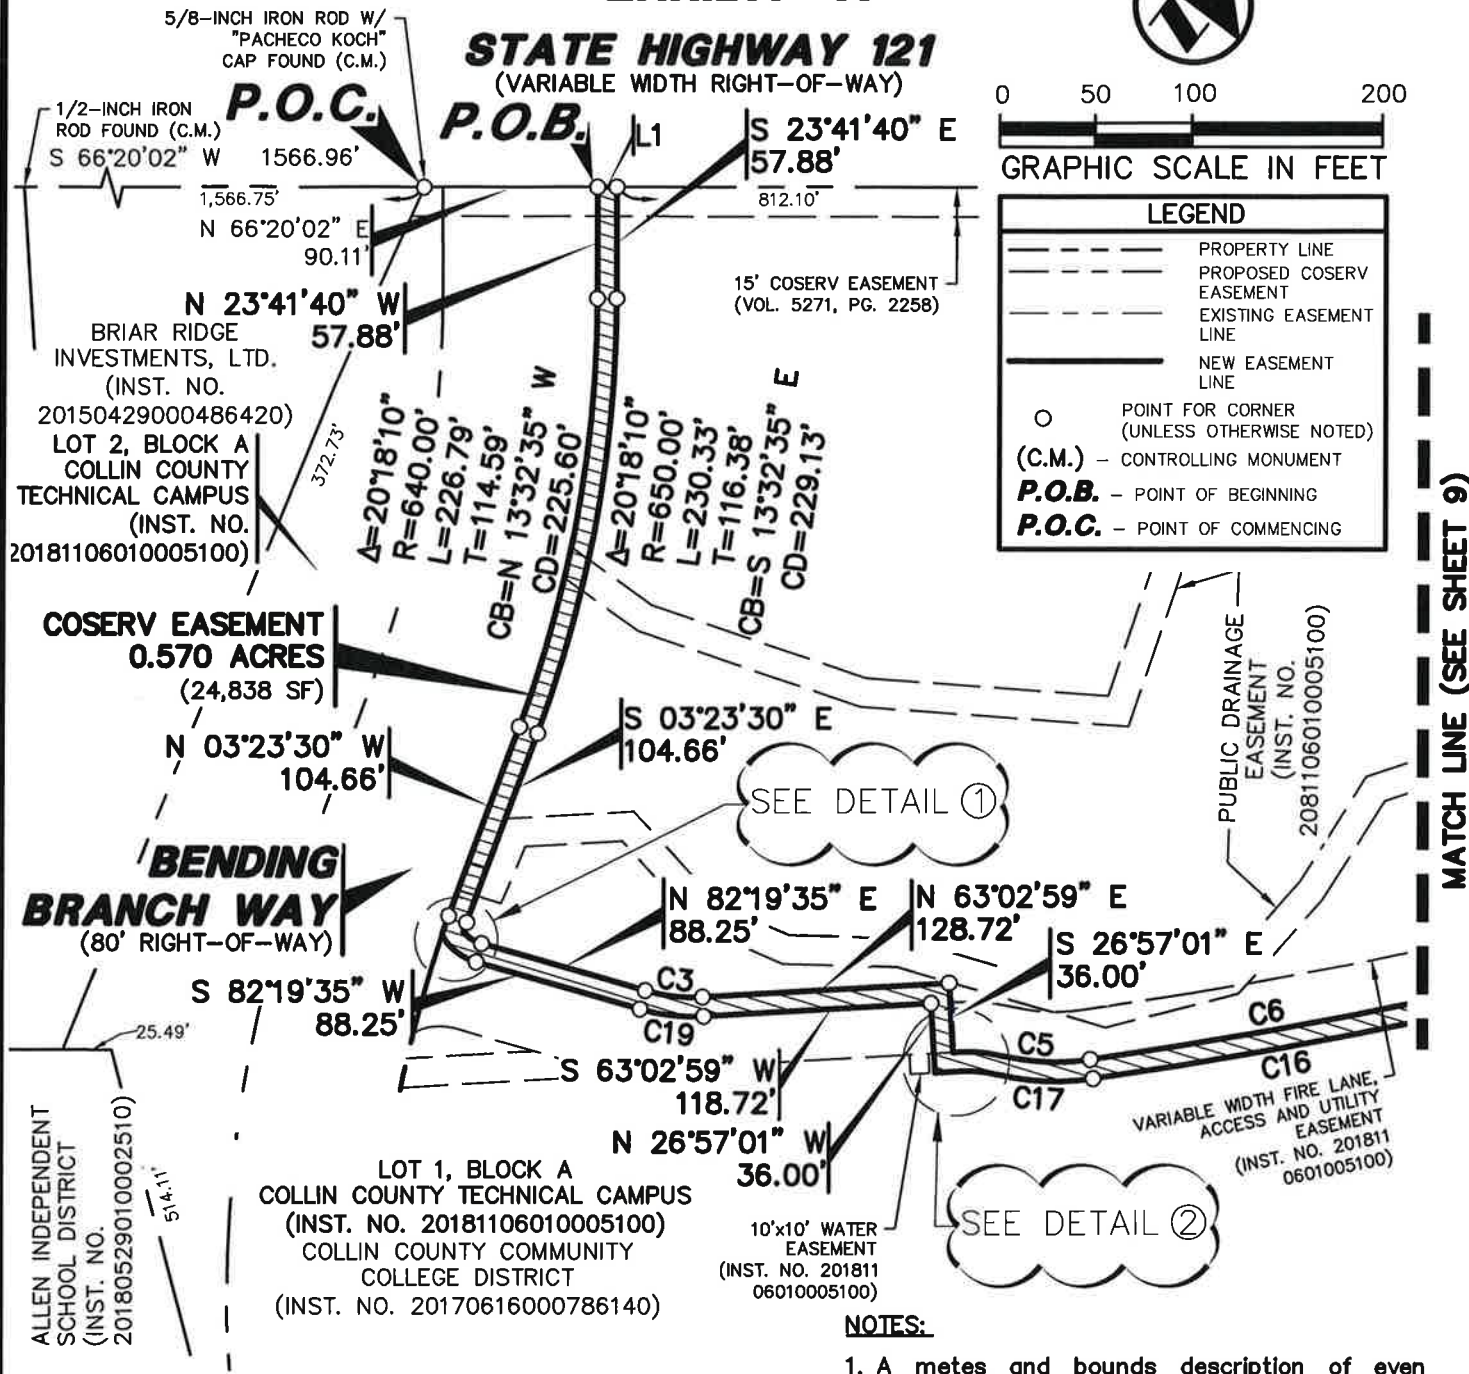 5/8-INCH IRON ROD W/
"PACHECO KOCH"
CAP FOUND (C.M.)
STATE HIGHWAY 121
(VARIABLE WIDTH RIGHT-OF-WAY)
1/2-INCH IRON
ROD FOUND (C.M.)
P.O.C.
P.O.B.
L1
S 23°41'40" E
57.88'
S 66°20'02" W 1566.96'
1,566.75'
812.10'
N 66°20'02" E
90.11'
0 50 100 200
GRAPHIC SCALE IN FEET
LEGEND
PROPERTY LINE
PROPOSED COSERV
EASEMENT
EXISTING EASEMENT
LINE
NEW EASEMENT
LINE
POINT FOR CORNER
(UNLESS OTHERWISE NOTED)
(C.M.) - CONTROLLING MONUMENT
P.O.B. - POINT OF BEGINNING
P.O.C. - POINT OF COMMENCING
15' COSERV EASEMENT
(VOL. 5271, PG. 2258)
N 23°41'40" W
57.88'
BRIAR RIDGE
INVESTMENTS, LTD.
(INST. NO.
20150429000486420)
372.73'
LOT 2, BLOCK A
COLLIN COUNTY
TECHNICAL CAMPUS
(INST. NO.
20181106010005100)
Δ=20°18'10"
R=640.00'
L=226.79'
T=114.59'
CB=N 13°32'35" W
CD=225.60'
Δ=20°18'10"
R=650.00'
L=230.33'
T=116.38'
CB=S 13°32'35" E
CD=229.13'
COSERV EASEMENT
0.570 ACRES
(24,838 SF)
N 03°23'30" W
104.66'
S 03°23'30" E
104.66'
SEE DETAIL 1
PUBLIC DRAINAGE
EASEMENT
(INST. NO.
2081106010005100)
MATCH LINE (SEE SHEET 9)
BENDING
BRANCH WAY
(80' RIGHT-OF-WAY)
N 82°19'35" E
88.25'
N 63°02'59" E
128.72'
S 26°57'01" E
36.00'
S 82°19'35" W
88.25'
C3
C19
C5
C6
C16
C17
25.49'
S 63°02'59" W
118.72'
N 26°57'01" W
36.00'
VARIABLE WIDTH FIRE LANE,
ACCESS AND UTILITY
EASEMENT
(INST. NO. 201811
0601005100)
ALLEN INDEPENDENT
SCHOOL DISTRICT
(INST. NO.
20180529010002510)
514.11'
LOT 1, BLOCK A
COLLIN COUNTY TECHNICAL CAMPUS
(INST. NO. 20181106010005100)
COLLIN COUNTY COMMUNITY
COLLEGE DISTRICT
(INST. NO. 20170616000786140)
10'x10' WATER
EASEMENT
(INST. NO. 201811
06010005100)
SEE DETAIL 2
NOTES:
1. A metes and bounds description of even